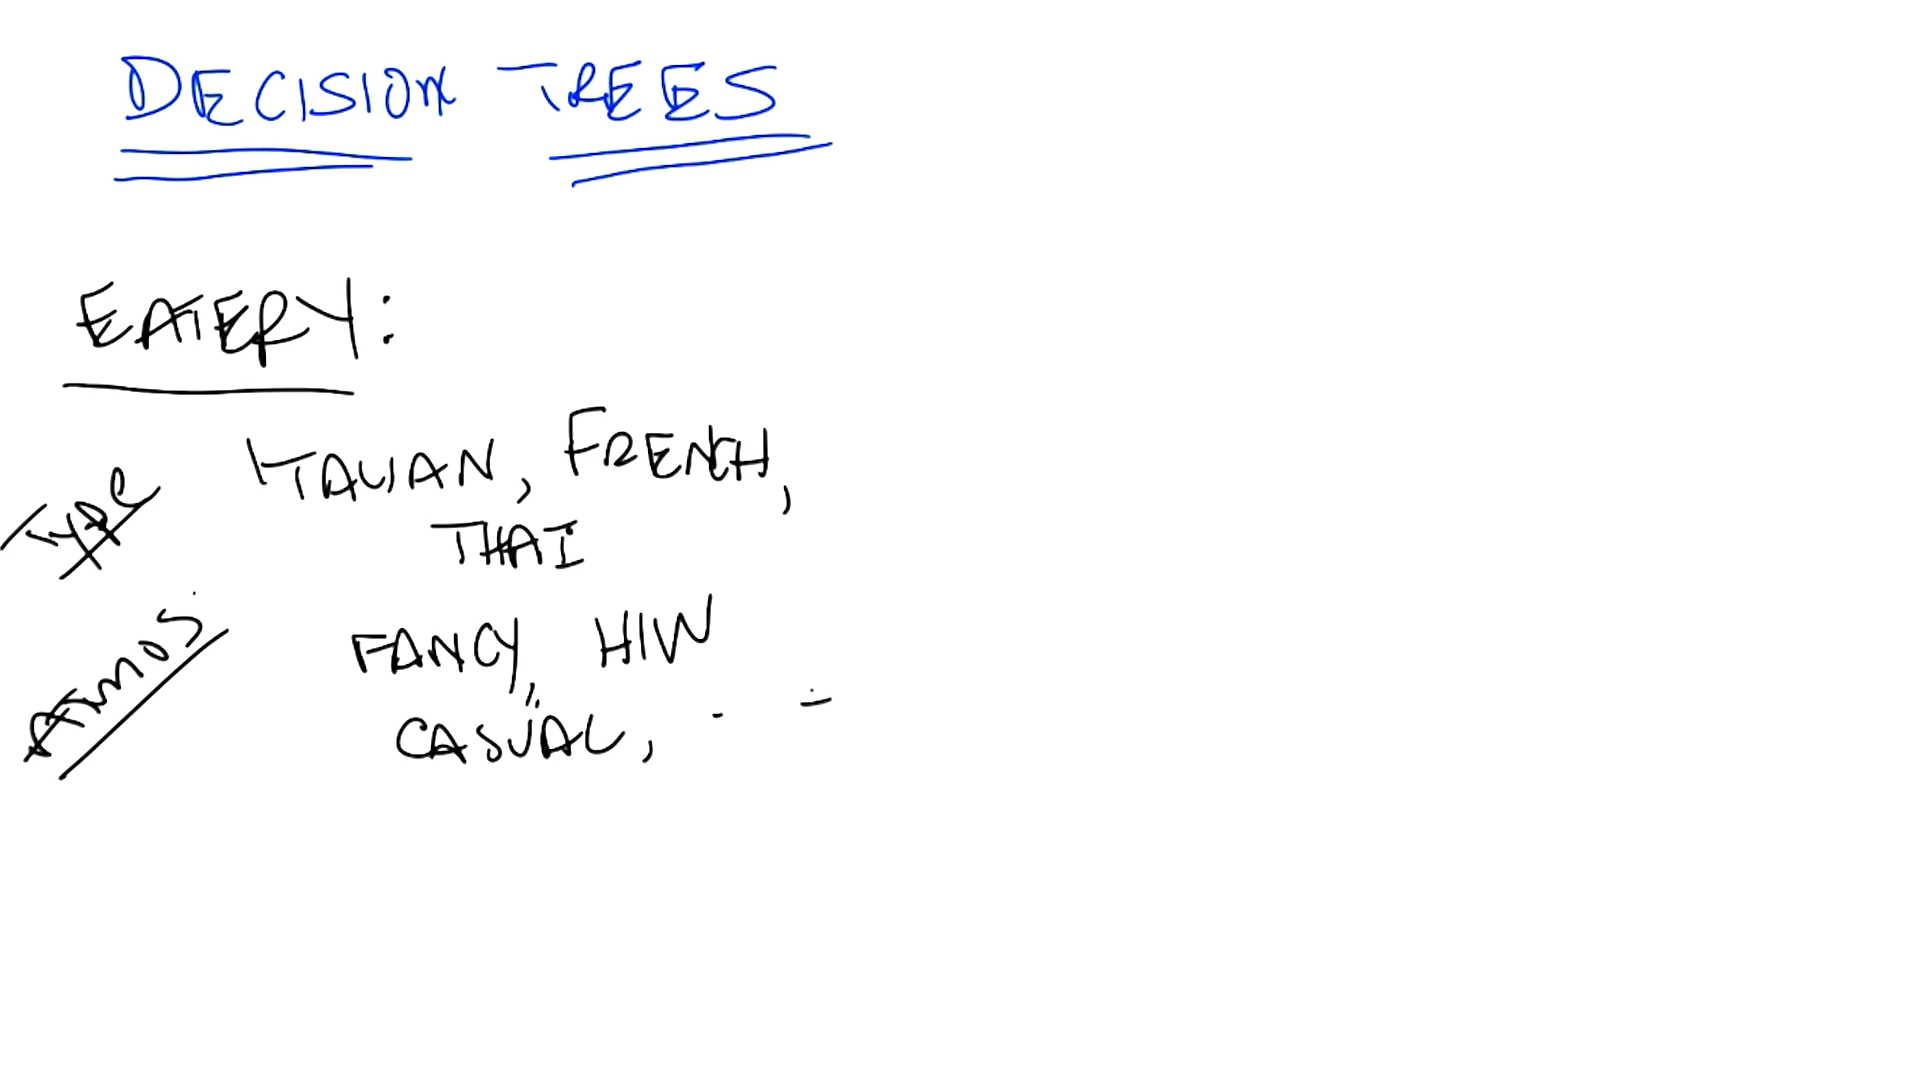 DECISION TREES
EATERY:
Type ITALIAN, FRENCH,
THAI
ATMOS. FANCY, HIW
CASUAL,